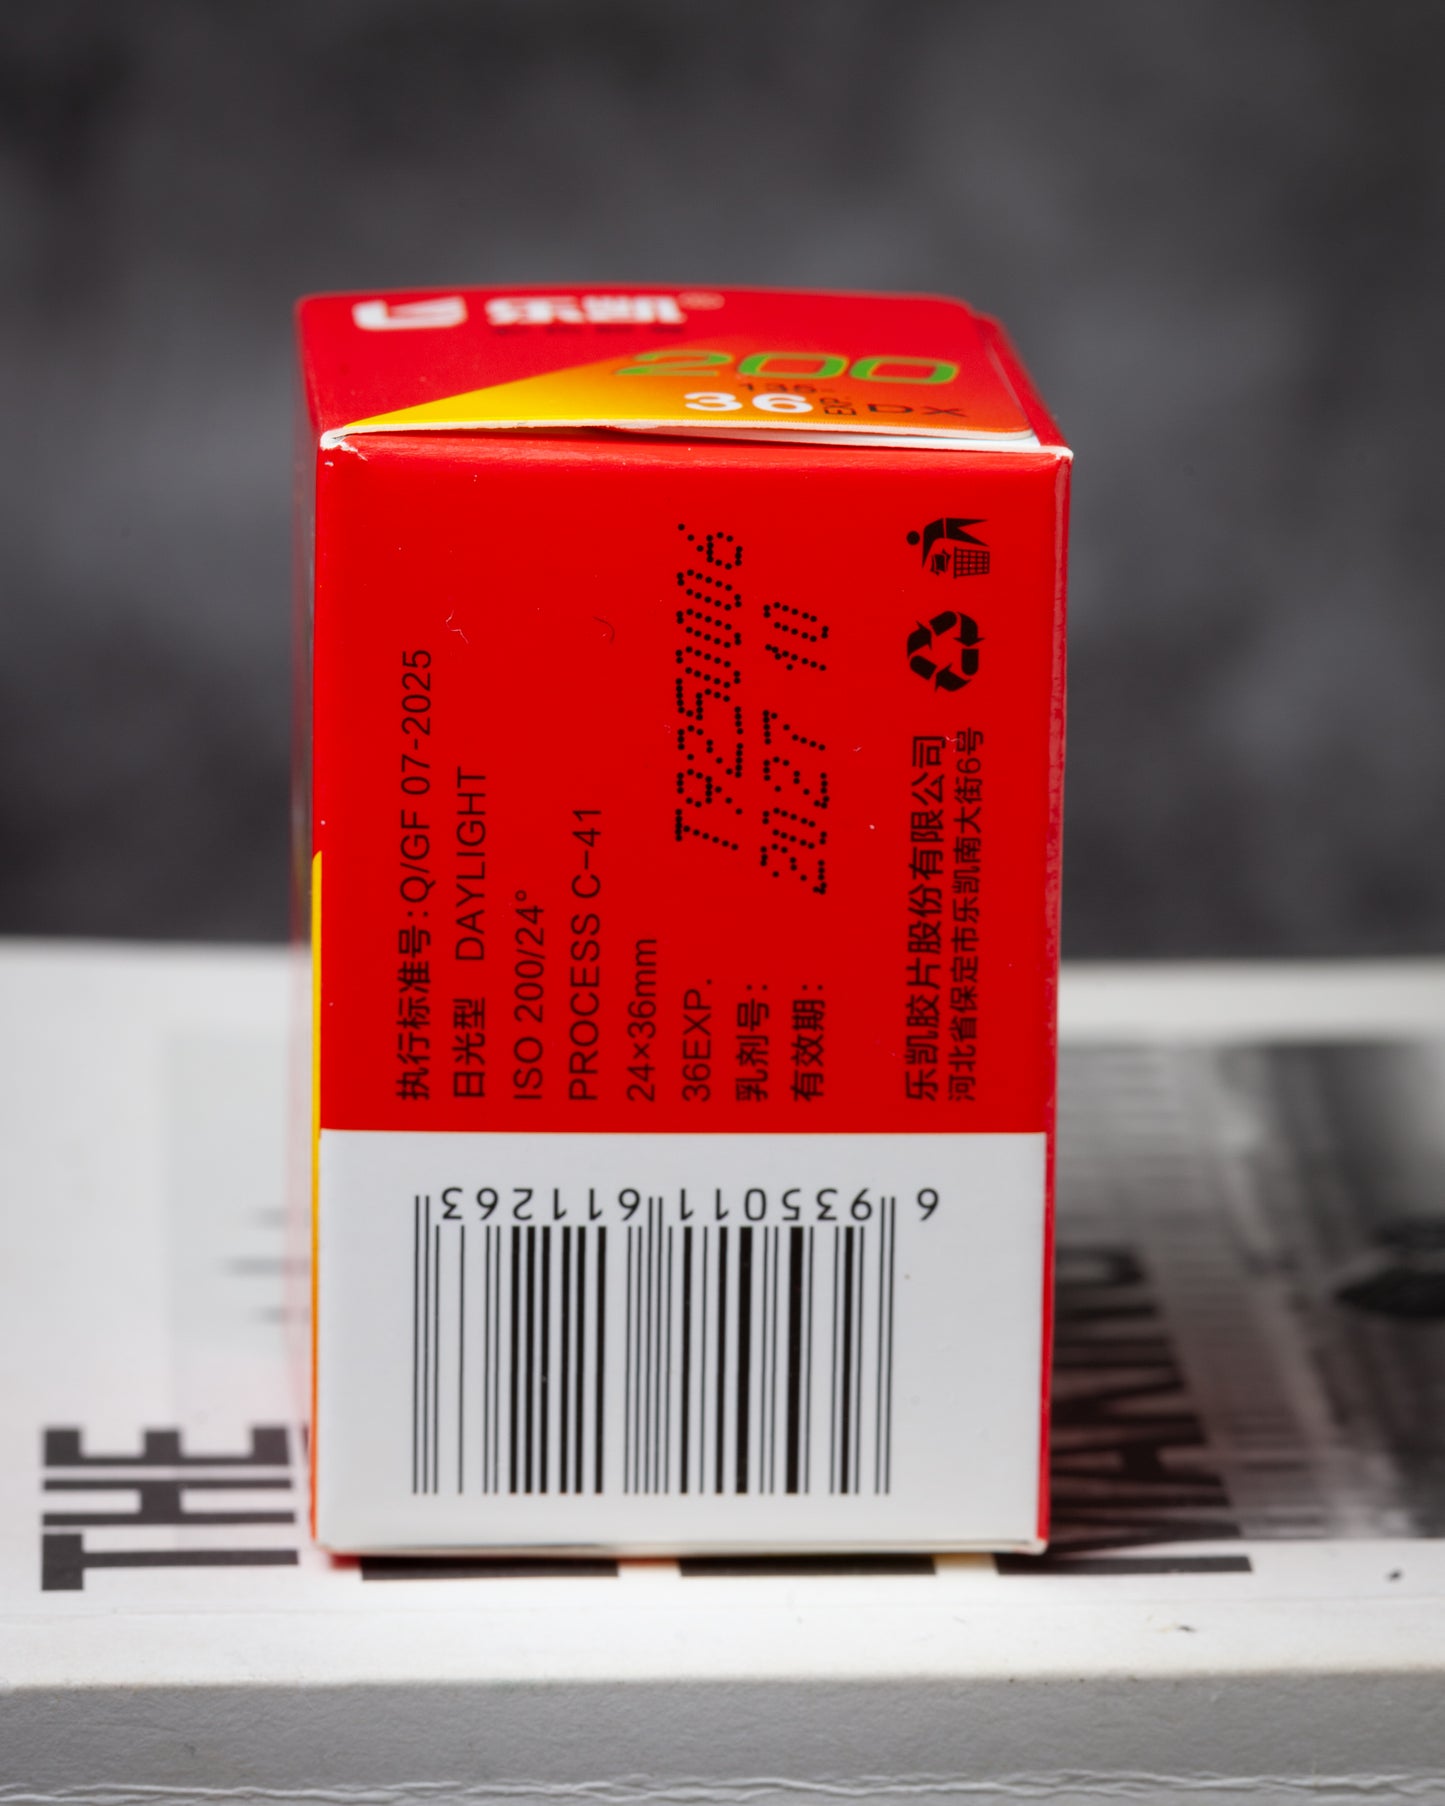 乐凯
200
135-
36 EXP. DX
执行标准号:Q/GF 07-2025
日光型 DAYLIGHT
ISO 200/24°
PROCESS C-41
24×36mm
36EXP.
乳剂号:
有效期:
2027 10
乐凯胶片股份有限公司
河北省保定市乐凯南大街6号
6 935011 611263
THE